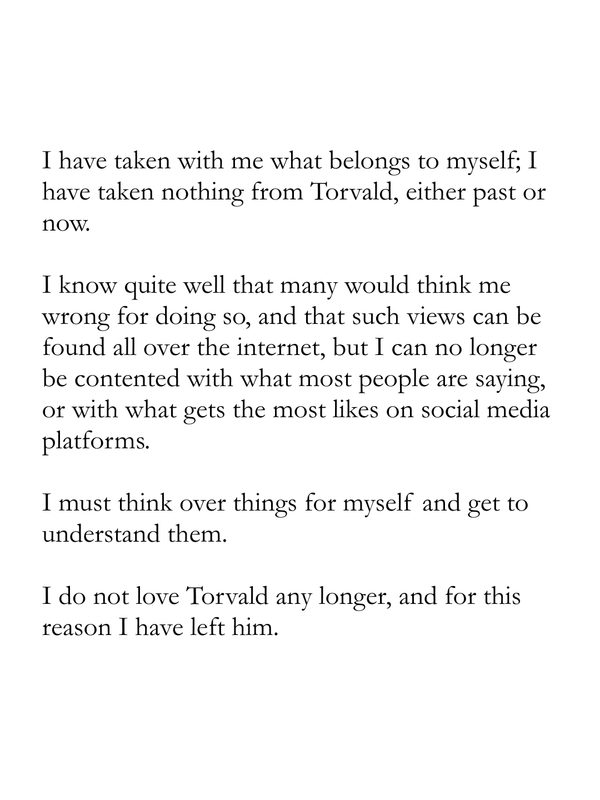 I have taken with me what belongs to myself; I
have taken nothing from Torvald, either past or
now.
I know quite well that many would think me
wrong for doing so, and that such views can be
found all over the internet, but I can no longer
be contented with what most people are saying,
or with what gets the most likes on social media
platforms.
I must think over things for myself and get to
understand them.
I do not love Torvald any longer, and for this
reason I have left him.